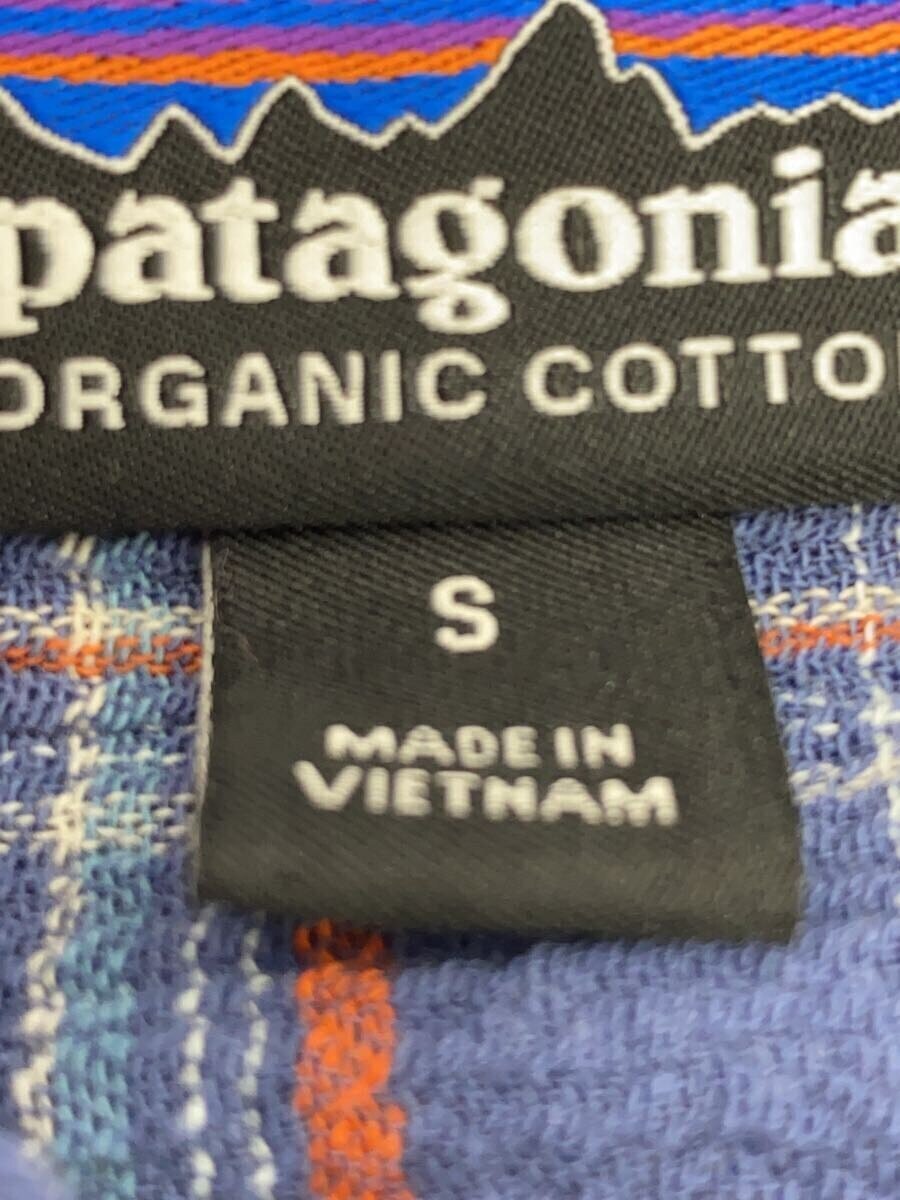 patagonia
ORGANIC COTTO
S
MADE IN
VIETNAM